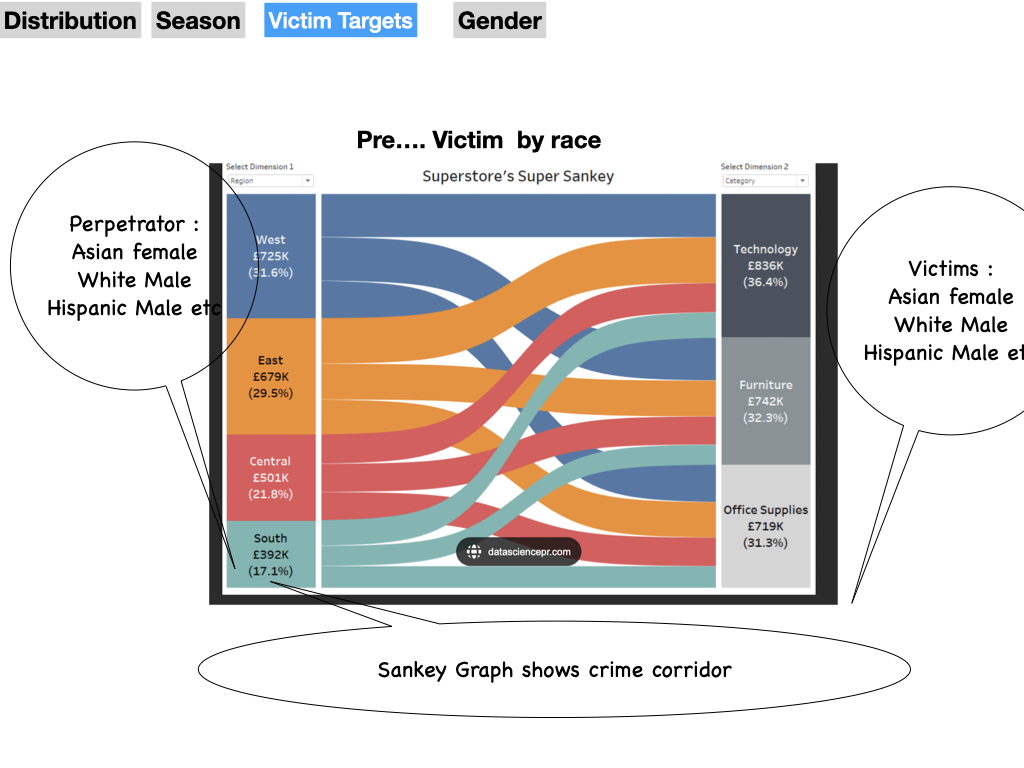 Distribution
Season
Victim Targets
Gender
Pre…. Victim by race
Select Dimension 1
Region
Superstore's Super Sankey
Select Dimension 2
Category
Perpetrator :
Asian female
White Male
Hispanic Male etc
West
£725K
(31.6%)
East
£679K
(29.5%)
Central
£501K
(21.8%)
South
£392K
(17.1%)
Technology
£836K
(36.4%)
Furniture
£742K
(32.3%)
Office Supplies
£719K
(31.3%)
datasciencepr.com
Victims :
Asian female
White Male
Hispanic Male et
Sankey Graph shows crime corridor